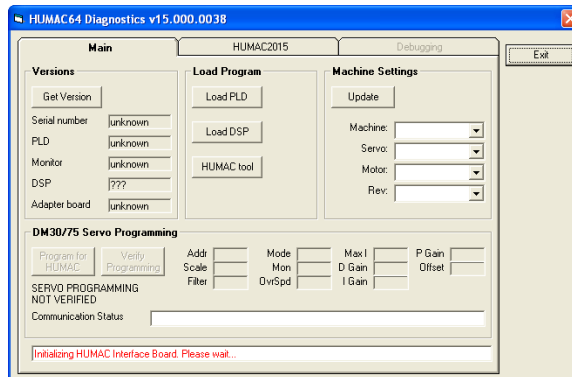 HUMAC64 Diagnostics v15.000.0038
Main
HUMAC2015
Debugging
Exit
Versions
Get Version
Serial number unknown
PLD unknown
Monitor unknown
DSP ???
Adapter board unknown
Load Program
Load PLD
Load DSP
HUMAC tool
Machine Settings
Update
Machine:
Servo:
Motor:
Rev:
DM30/75 Servo Programming
Program for
HUMAC
Verify
Programming
SERVO PROGRAMMING
NOT VERIFIED
Addr Mode Max I P Gain
Scale Mon D Gain Offset
Filter OvrSpd I Gain
Communication Status
Initializing HUMAC Interface Board. Please wait...